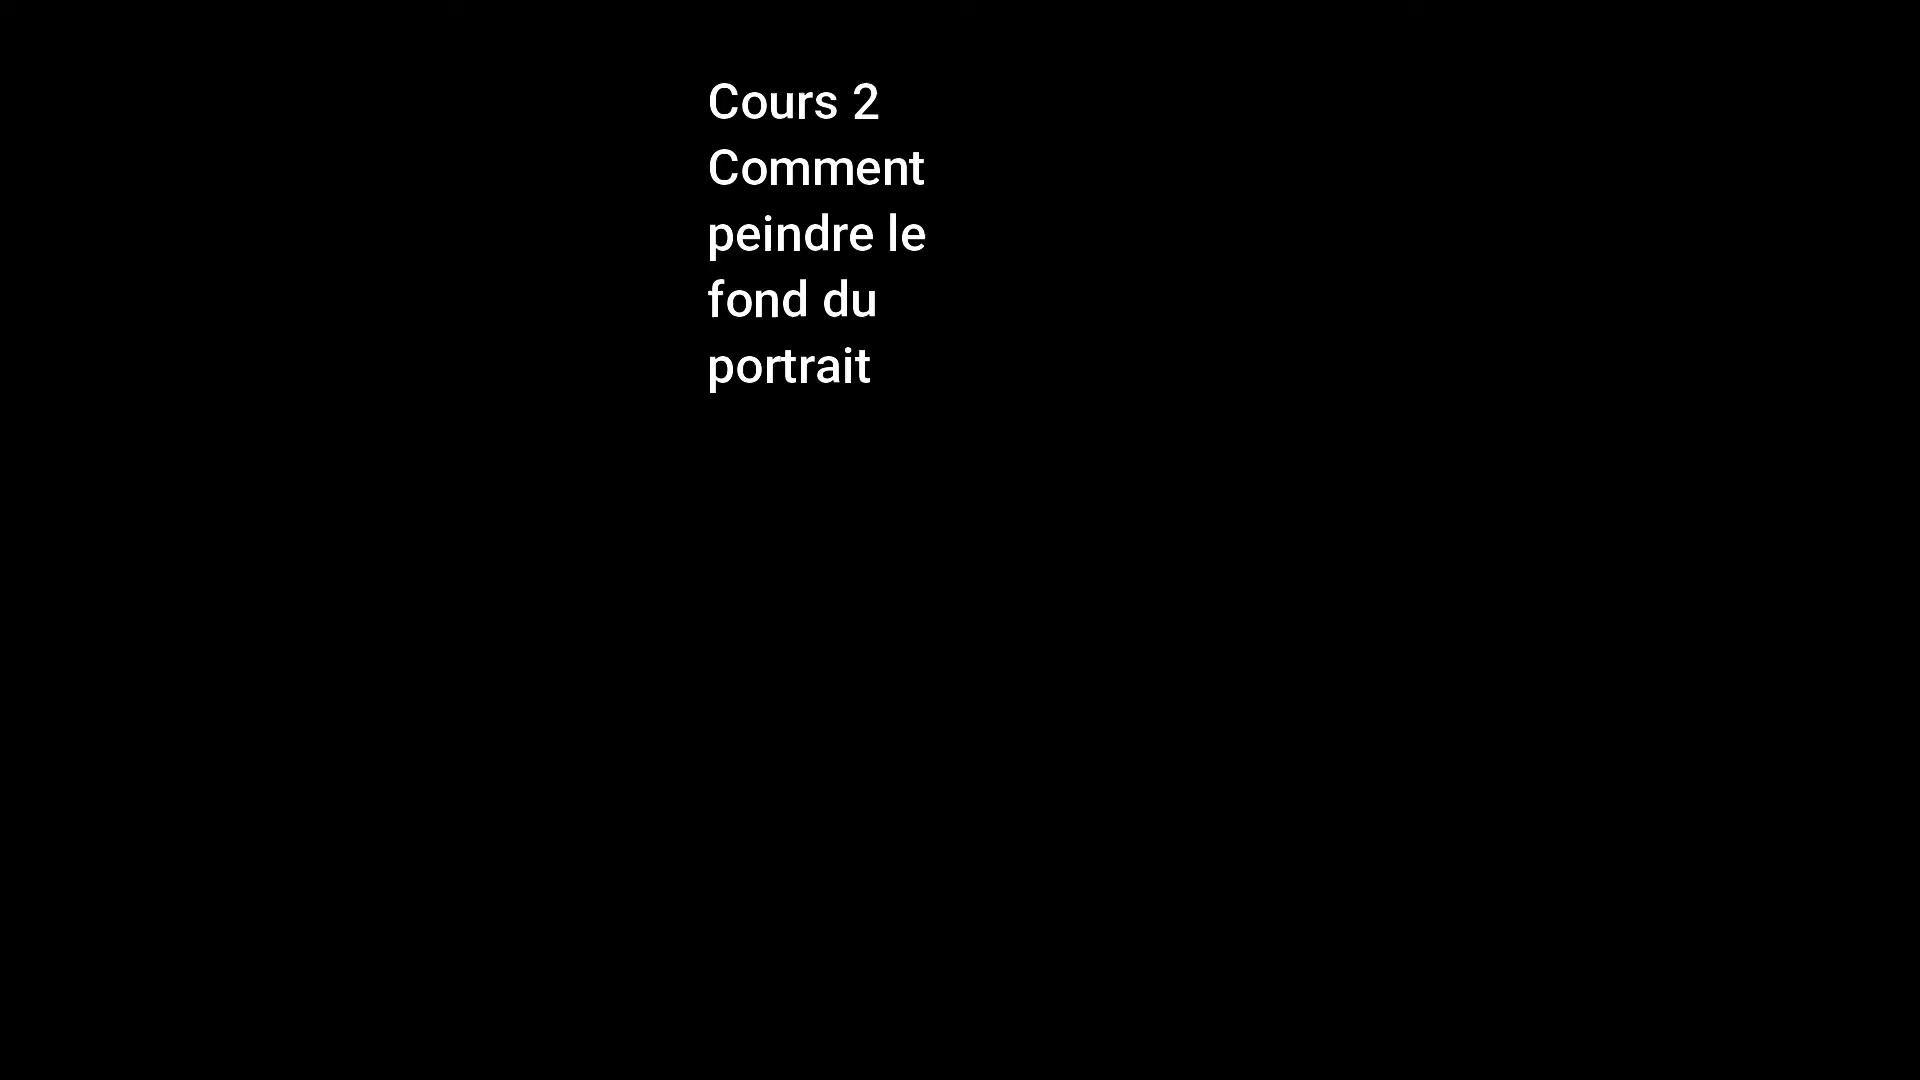 Cours 2
Comment
peindre le
fond du
portrait